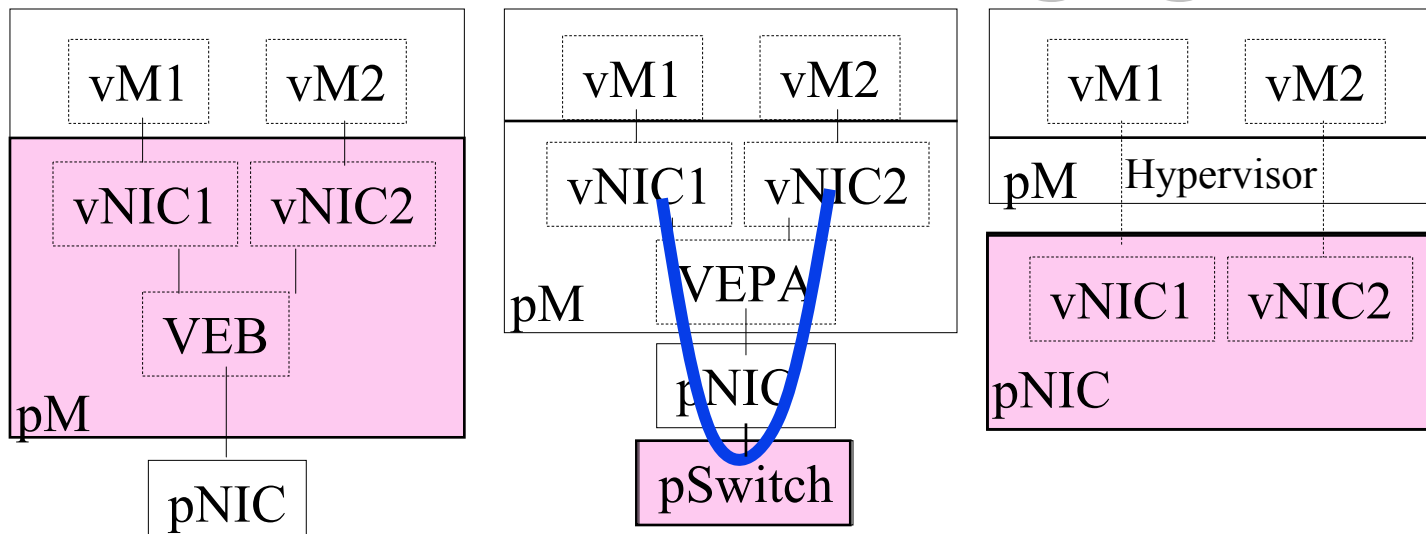 vM1 vM2
vNIC1 vNIC2
VEB
pM
pNIC
vM1 vM2
vNIC1 vNIC2
VEPA
pM
pNIC
pSwitch
vM1 vM2
pM Hypervisor
vNIC1 vNIC2
pNIC